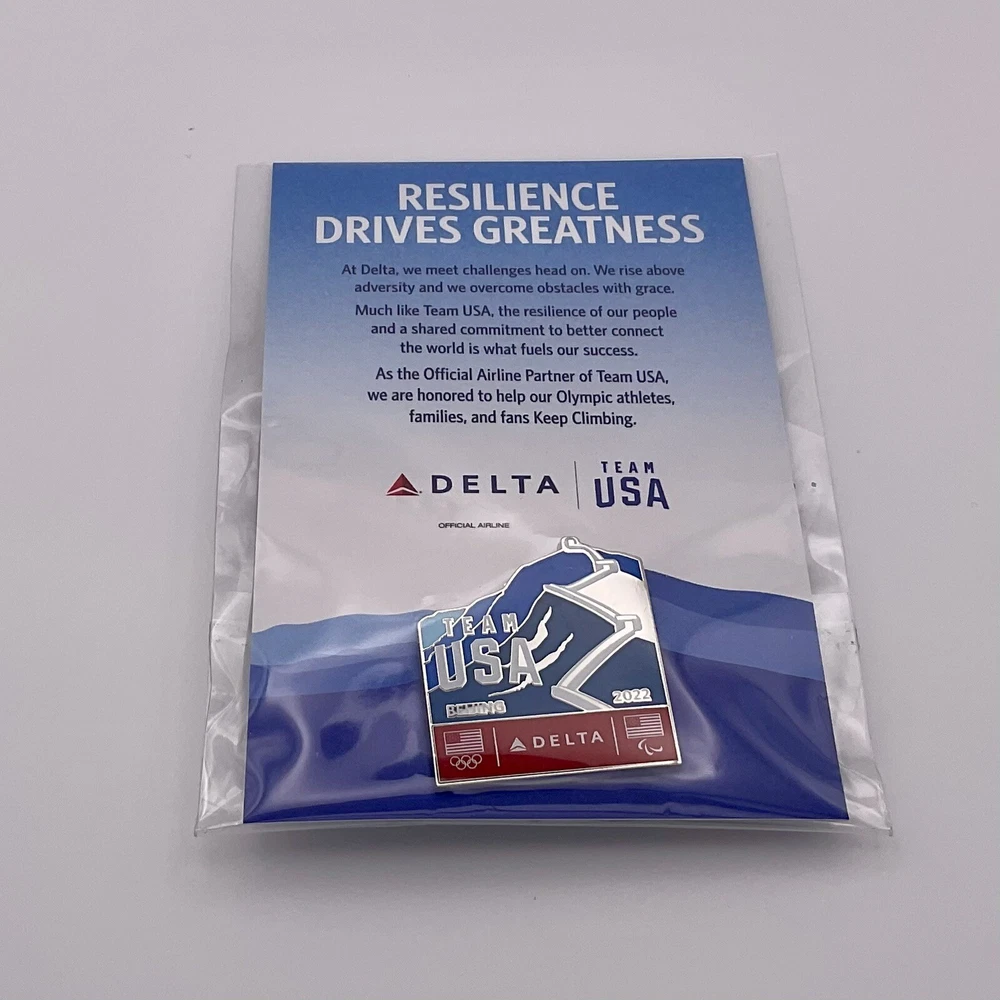 RESILIENCE
DRIVES GREATNESS
At Delta, we meet challenges head on. We rise above
adversity and we overcome obstacles with grace.
Much like Team USA, the resilience of our people
and a shared commitment to better connect
the world is what fuels our success.
As the Official Airline Partner of Team USA,
we are honored to help our Olympic athletes,
families, and fans Keep Climbing.
DELTA
TEAM
USA
OFFICIAL AIRLINE
TEAM
USA
BEIJING
2022
DELTA